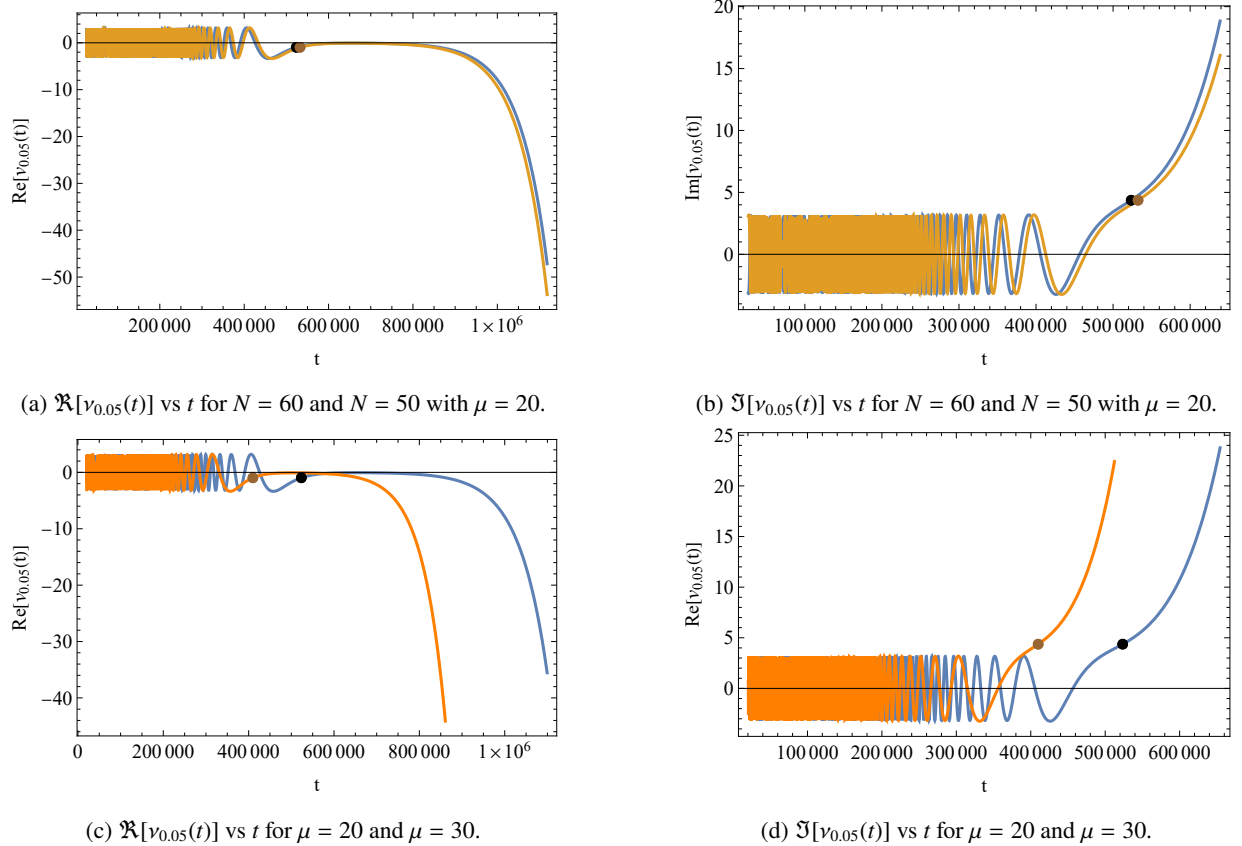 0
-10
-20
-30
-40
-50
Re[ν0.05(t)]
200 000 400 000 600 000 800 000 1×10⁶
t
(a) ℜ[ν0.05(t)] vs t for N = 60 and N = 50 with μ = 20.
20
15
10
5
0
Im[ν0.05(t)]
100 000 200 000 300 000 400 000 500 000 600 000
t
(b) ℑ[ν0.05(t)] vs t for N = 60 and N = 50 with μ = 20.
0
-10
-20
-30
-40
Re[ν0.05(t)]
0 200 000 400 000 600 000 800 000 1×10⁶
t
(c) ℜ[ν0.05(t)] vs t for μ = 20 and μ = 30.
25
20
15
10
5
0
Re[ν0.05(t)]
100 000 200 000 300 000 400 000 500 000 600 000
t
(d) ℑ[ν0.05(t)] vs t for μ = 20 and μ = 30.